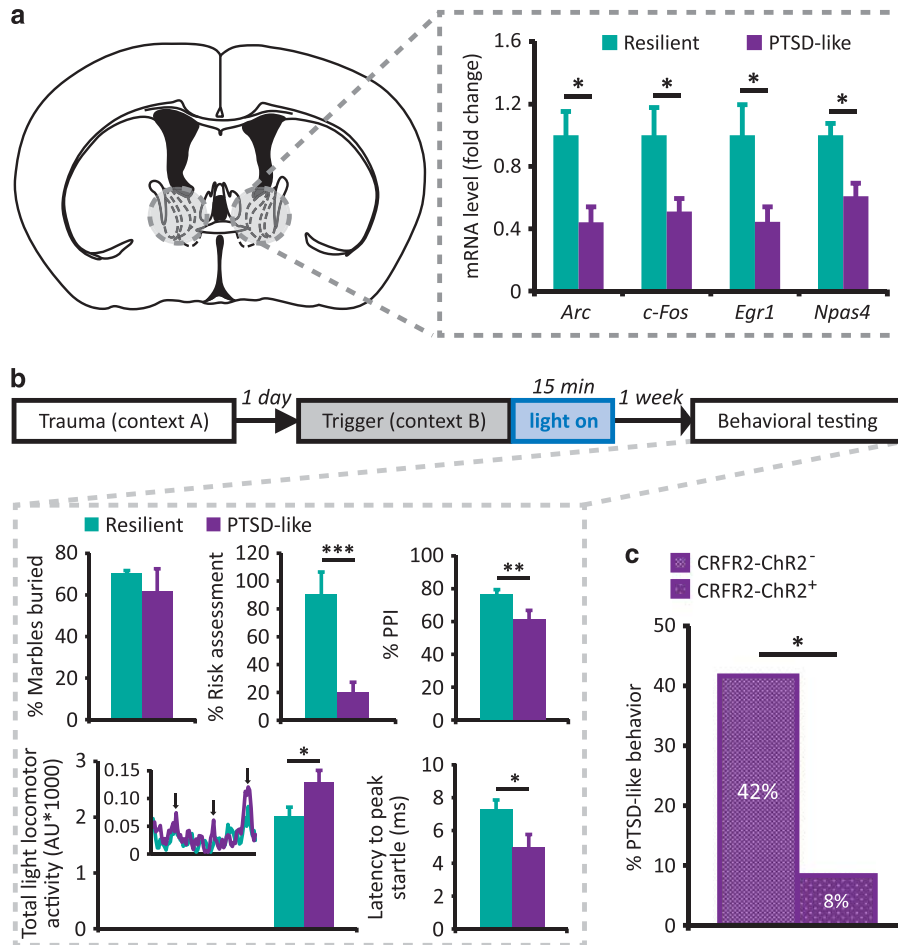 a
Resilient
PTSD-like
mRNA level (fold change)
1.6
1.2
0.8
0.4
0
*
*
*
*
Arc
c-Fos
Egr1
Npas4
b
Trauma (context A)
1 day
Trigger (context B)
15 min
light on
1 week
Behavioral testing
Resilient
PTSD-like
% Marbles buried
80
60
40
20
0
% Risk assessment
120
100
80
60
40
20
0
***
% PPI
100
80
60
40
20
0
**
Total light locomotor
activity (AU*1000)
3
2
1
0
0.15
0.10
0.05
0
*
Latency to peak
startle (ms)
10
8
6
4
2
0
*
c
CRFR2-ChR2⁻
CRFR2-ChR2⁺
% PTSD-like behavior
50
40
30
20
10
0
*
42%
8%